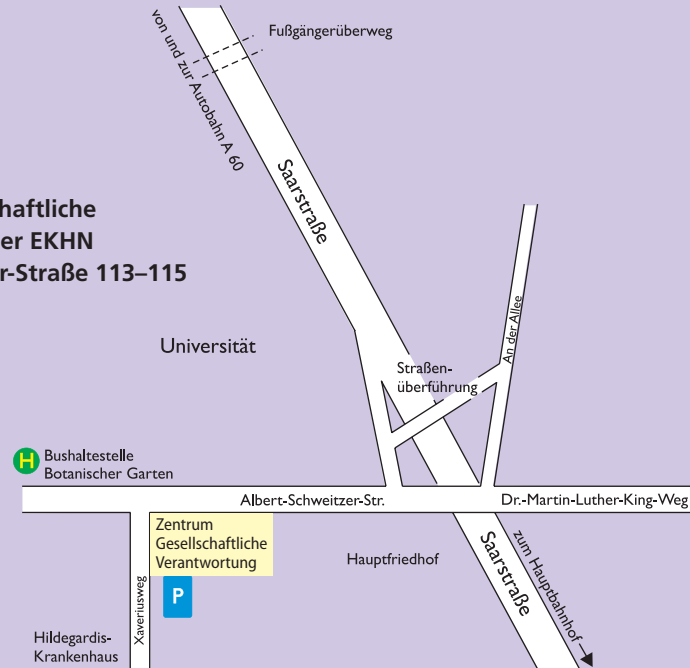 Fußgängerüberweg
von und zur Autobahn A 60
Saarstraße
haftliche
er EKHN
r-Straße 113–115
An der Allee
Universität
Straßen-
überführung
H
Bushaltestelle
Botanischer Garten
Albert-Schweitzer-Str.
Dr.-Martin-Luther-King-Weg
Zentrum
Gesellschaftliche
Verantwortung
Hauptfriedhof
Saarstraße
zum Hauptbahnhof
P
Xaveriusweg
Hildegardis-
Krankenhaus